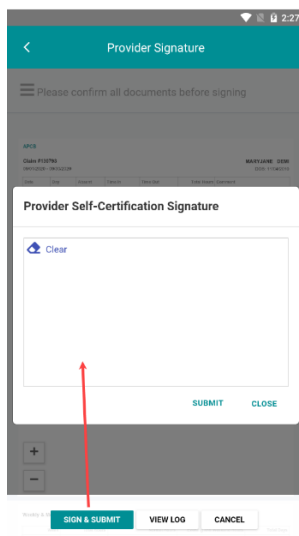 2:27
Provider Signature
Please confirm all documents before signing
APCB
Provider Self-Certification Signature
Clear
SUBMIT
CLOSE
+
−
SIGN & SUBMIT
VIEW LOG
CANCEL